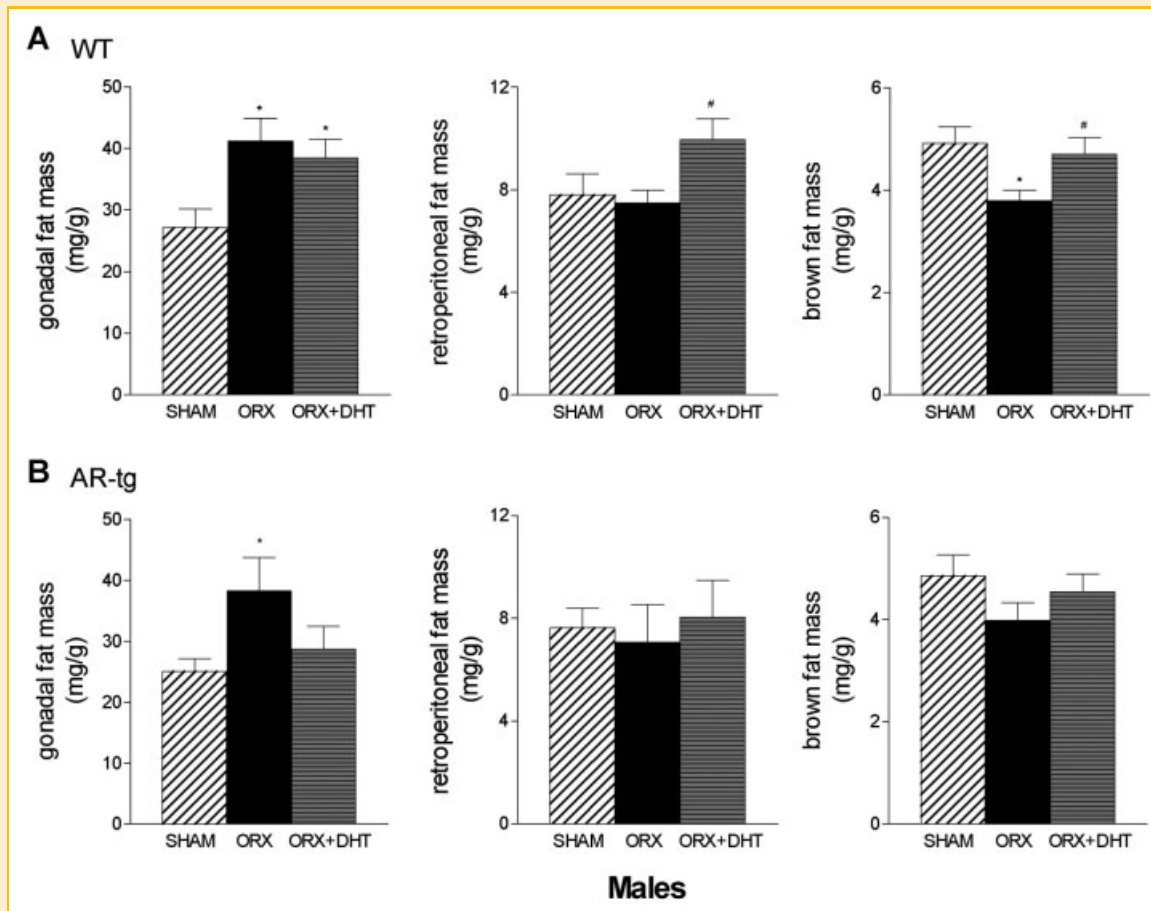 A WT
gonadal fat mass
(mg/g)
50
40
30
20
10
0
*
*
SHAM ORX ORX+DHT
retroperitoneal fat mass
(mg/g)
12
8
4
0
#
SHAM ORX ORX+DHT
brown fat mass
(mg/g)
6
4
2
0
*
#
SHAM ORX ORX+DHT
B AR-tg
gonadal fat mass
(mg/g)
50
40
30
20
10
0
*
SHAM ORX ORX+DHT
retroperitoneal fat mass
(mg/g)
12
8
4
0
SHAM ORX ORX+DHT
brown fat mass
(mg/g)
6
4
2
0
SHAM ORX ORX+DHT
Males